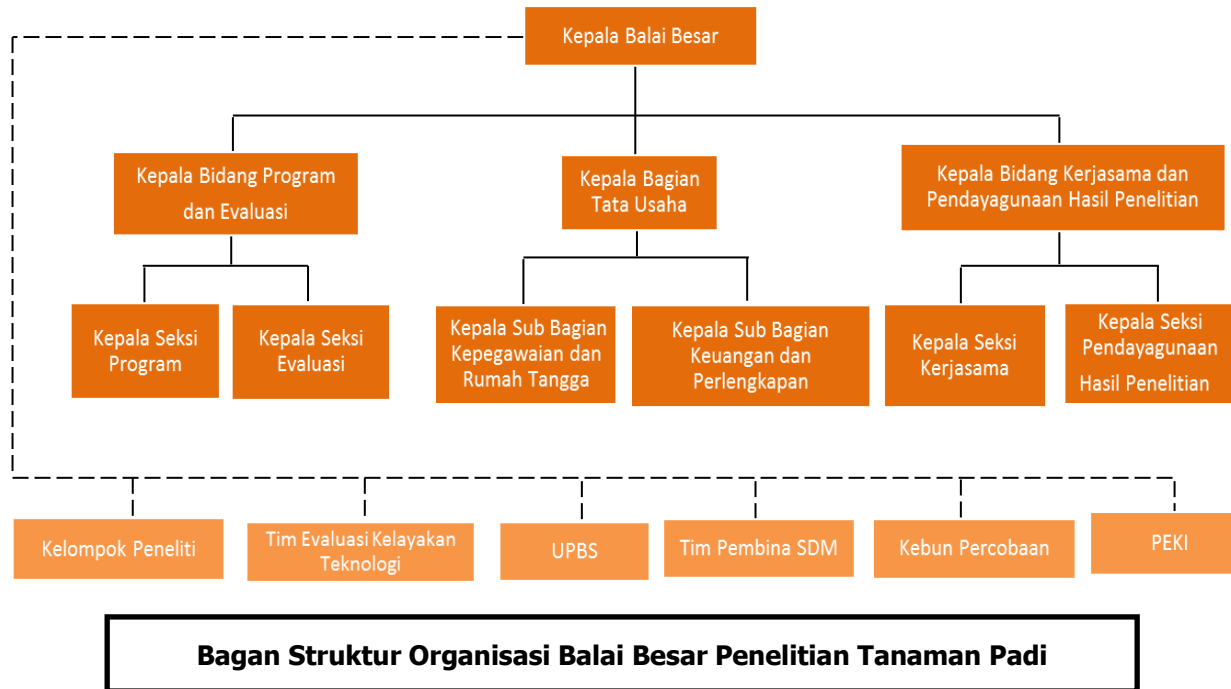 Kepala Balai Besar
Kepala Bidang Program
dan Evaluasi
Kepala Bagian
Tata Usaha
Kepala Bidang Kerjasama dan
Pendayagunaan Hasil Penelitian
Kepala Seksi
Program
Kepala Seksi
Evaluasi
Kepala Sub Bagian
Kepegawaian dan
Rumah Tangga
Kepala Sub Bagian
Keuangan dan
Perlengkapan
Kepala Seksi
Kerjasama
Kepala Seksi
Pendayagunaan
Hasil Penelitian
Kelompok Peneliti
Tim Evaluasi Kelayakan
Teknologi
UPBS
Tim Pembina SDM
Kebun Percobaan
PEKI
Bagan Struktur Organisasi Balai Besar Penelitian Tanaman Padi